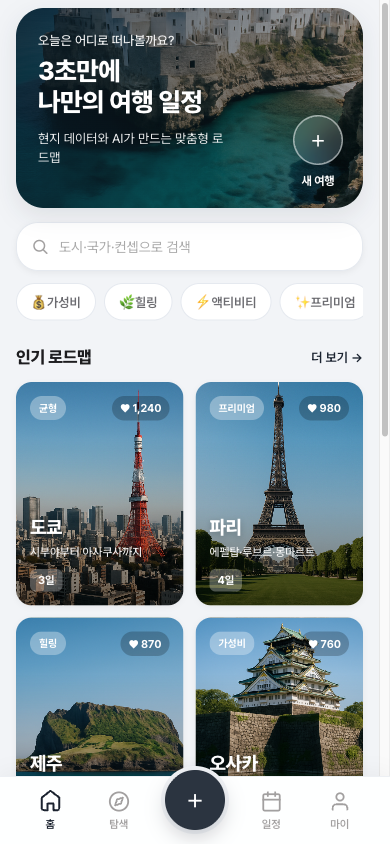 오늘은 어디로 떠나볼까요?
3초만에
나만의 여행 일정
현지 데이터와 AI가 만드는 맞춤형 로
드맵
새 여행
도시·국가·컨셉으로 검색
💰가성비
🌿힐링
⚡액티비티
✨프리미엄
인기 로드맵
더 보기 →
균형
♥ 1,240
도쿄
시부야부터 아사쿠사까지
3일
프리미엄
♥ 980
파리
에펠탑·루브르·몽마르트
4일
힐링
♥ 870
제주
가성비
♥ 760
오사카
홈
탐색
일정
마이